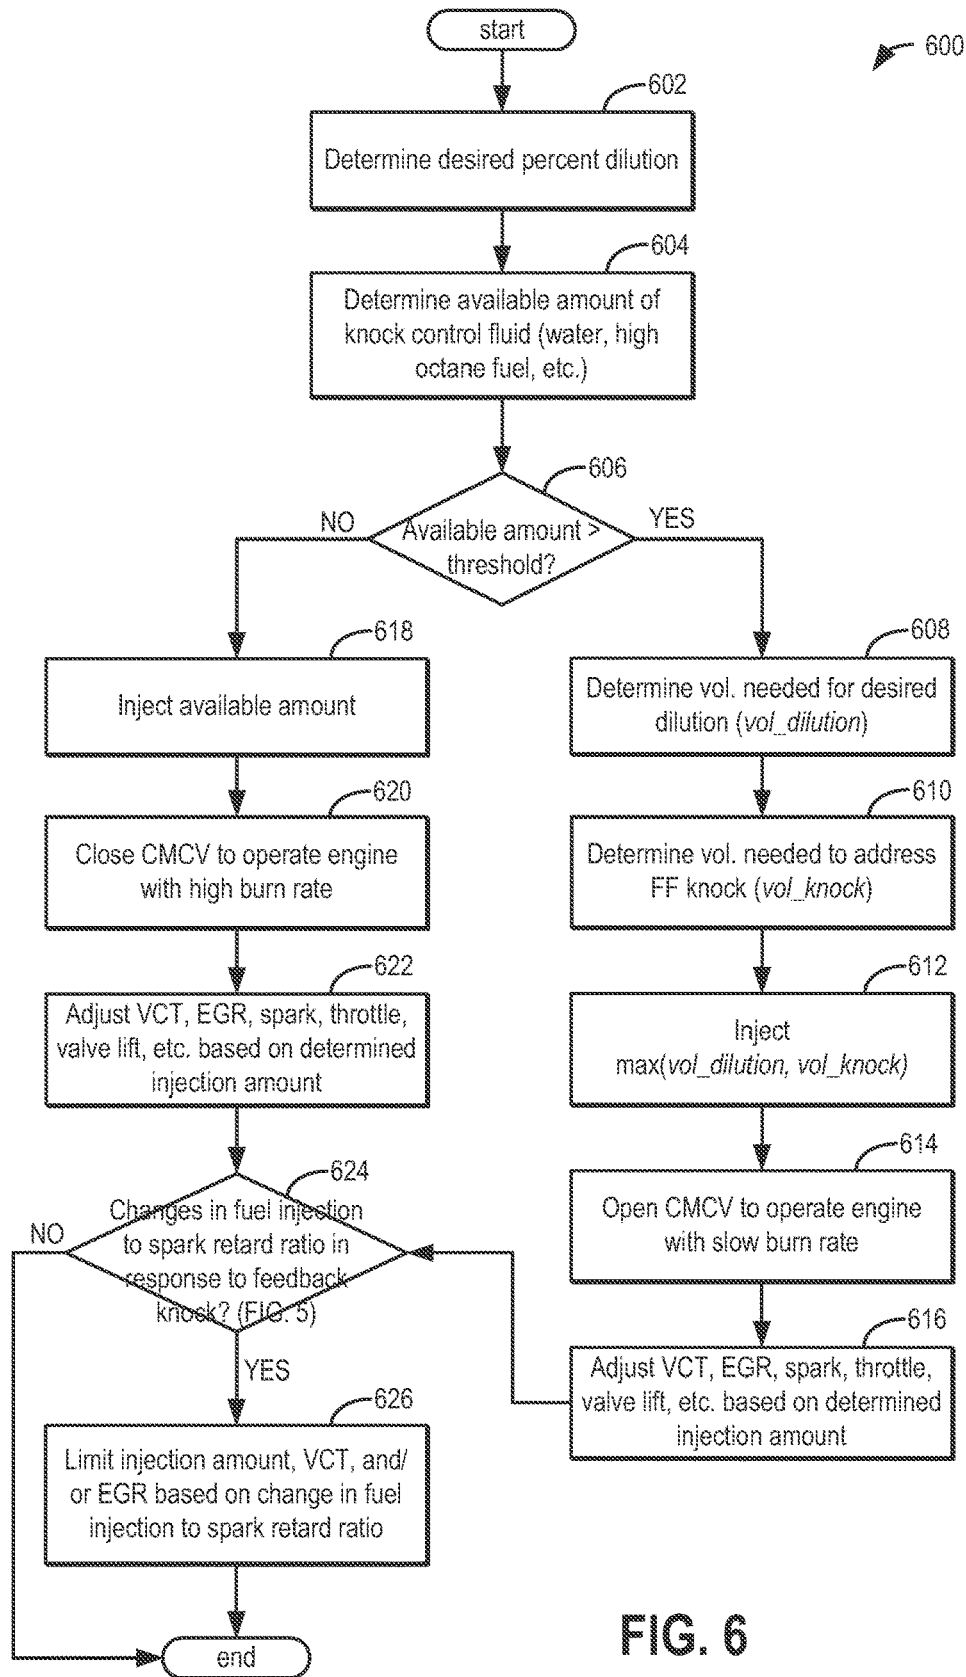 start
600
602
Determine desired percent dilution
604
Determine available amount of
knock control fluid (water, high
octane fuel, etc.)
606
NO
YES
Available amount >
threshold?
618
Inject available amount
608
Determine vol. needed for desired
dilution (vol_dilution)
620
Close CMCV to operate engine
with high burn rate
610
Determine vol. needed to address
FF knock (vol_knock)
622
Adjust VCT, EGR, spark, throttle,
valve lift, etc. based on determined
injection amount
612
Inject
max(vol_dilution, vol_knock)
624
NO
Changes in fuel injection
to spark retard ratio in
response to feedback
knock? (FIG. 5)
YES
614
Open CMCV to operate engine
with slow burn rate
616
Adjust VCT, EGR, spark, throttle,
valve lift, etc. based on determined
injection amount
626
Limit injection amount, VCT, and/
or EGR based on change in fuel
injection to spark retard ratio
end
FIG. 6